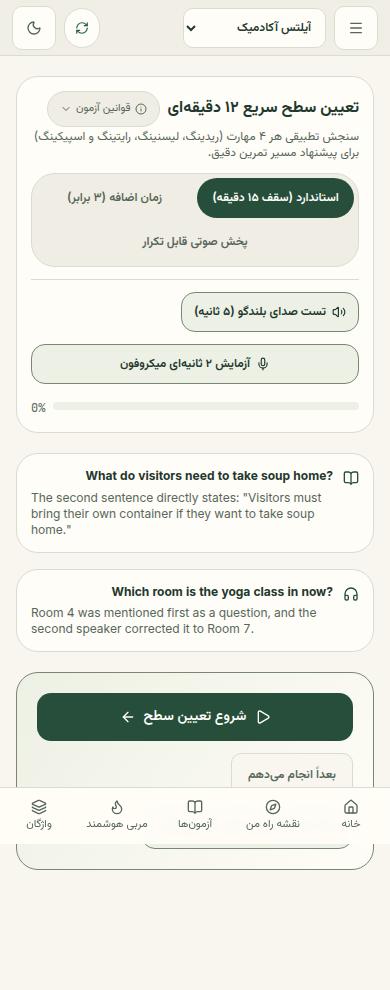 آیلتس آکادمیک
تعیین سطح سریع ۱۲ دقیقه‌ای
قوانین آزمون
سنجش تطبیقی هر ۴ مهارت (ریدینگ، لیسنینگ، رایتینگ و اسپیکینگ)
برای پیشنهاد مسیر تمرین دقیق.
استاندارد (سقف ۱۵ دقیقه)
زمان اضافه (۳ برابر)
پخش صوتی قابل تکرار
تست صدای بلندگو (۵ ثانیه)
آزمایش ۲ ثانیه‌ای میکروفون
0%
What do visitors need to take soup home?
The second sentence directly states: "Visitors must
bring their own container if they want to take soup
home."
Which room is the yoga class in now?
Room 4 was mentioned first as a question, and the
second speaker corrected it to Room 7.
شروع تعیین سطح
بعداً انجام می‌دهم
خانه
نقشه راه من
آزمون‌ها
مربی هوشمند
واژگان